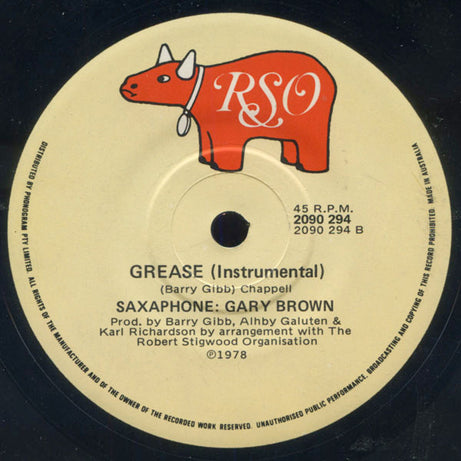 RSO
45 R.P.M.
2090 294
2090 294 B
GREASE (Instrumental)
(Barry Gibb) Chappell
SAXAPHONE: GARY BROWN
Prod. by Barry Gibb, Alhby Galuten &
Karl Richardson by arrangement with The
Robert Stigwood Organisation
℗1978
DISTRIBUTED BY PHONOGRAM PTY LIMITED. ALL RIGHTS OF THE MANUFACTURER AND OF THE OWNER OF THE RECORDED WORK RESERVED. UNAUTHORISED PUBLIC PERFORMANCE, BROADCASTING AND COPYING OF THIS RECORD PROHIBITED. MADE IN AUSTRALIA